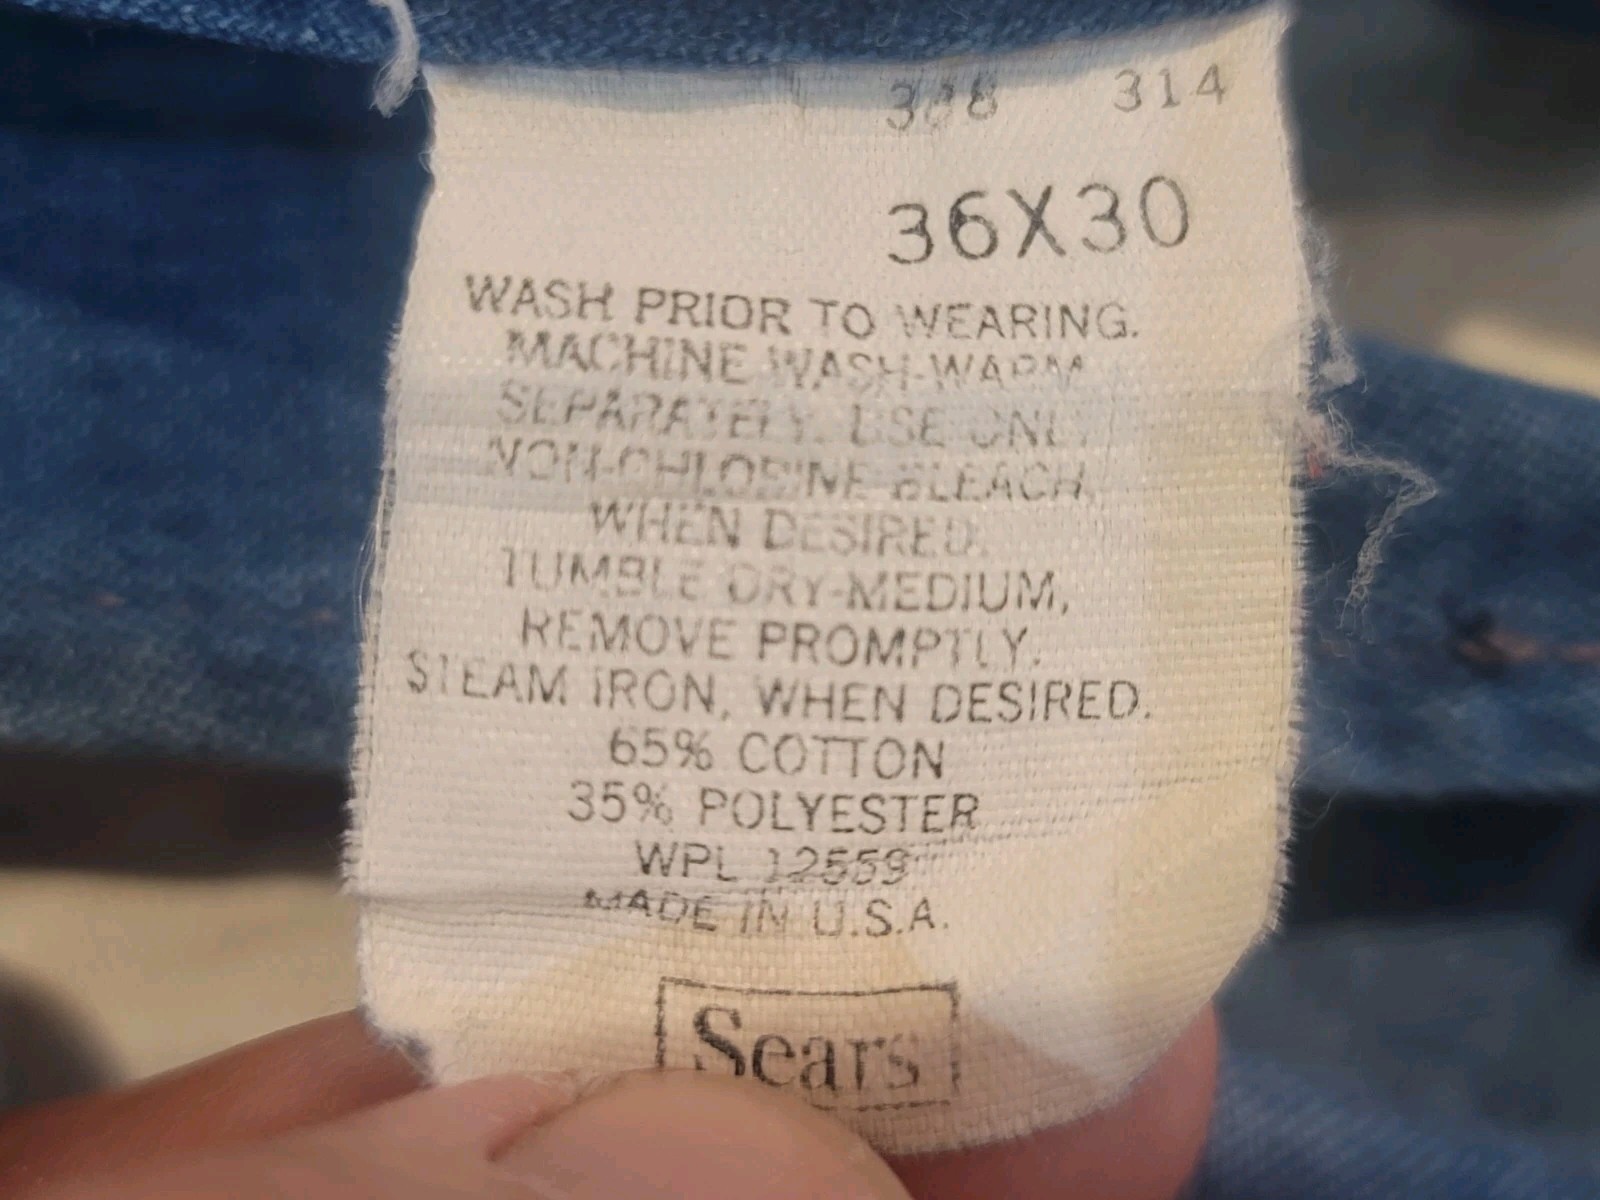 314
36X30
WASH PRIOR TO WEARING.
MACHINE WASH-WARM
SEPARATELY. USE ONLY
NON-CHLORINE BLEACH,
WHEN DESIRED.
TUMBLE DRY-MEDIUM,
REMOVE PROMPTLY.
STEAM IRON, WHEN DESIRED.
65% COTTON
35% POLYESTER
WPL 12559
MADE IN U.S.A.
Sears